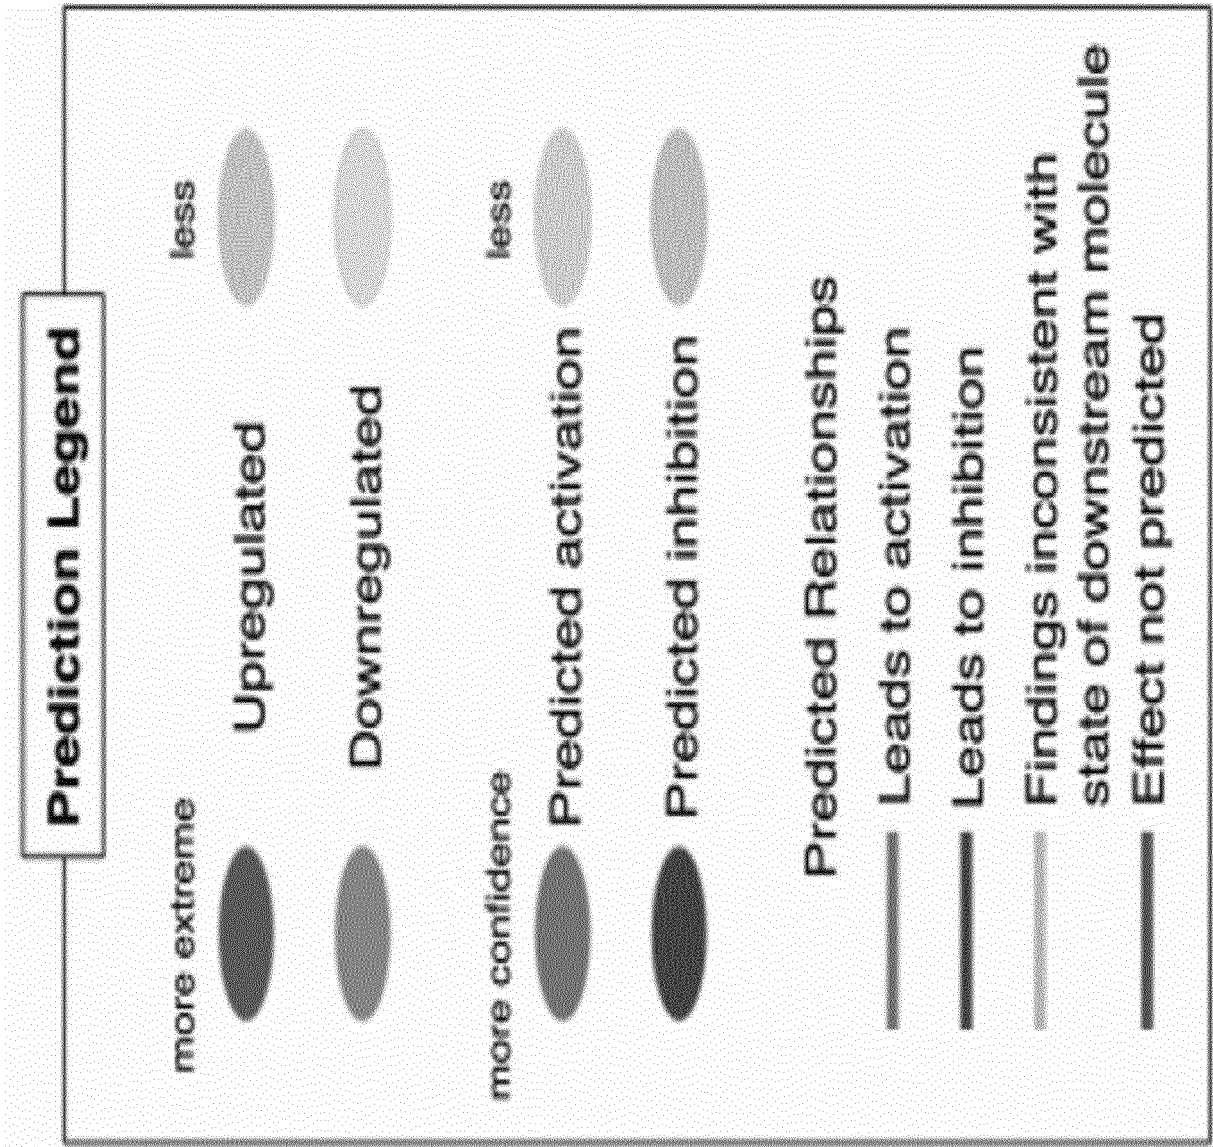 Prediction Legend
more extreme less
Upregulated
Downregulated
more confidence less
Predicted activation
Predicted inhibition
Predicted Relationships
Leads to activation
Leads to inhibition
Findings inconsistent with
state of downstream molecule
Effect not predicted